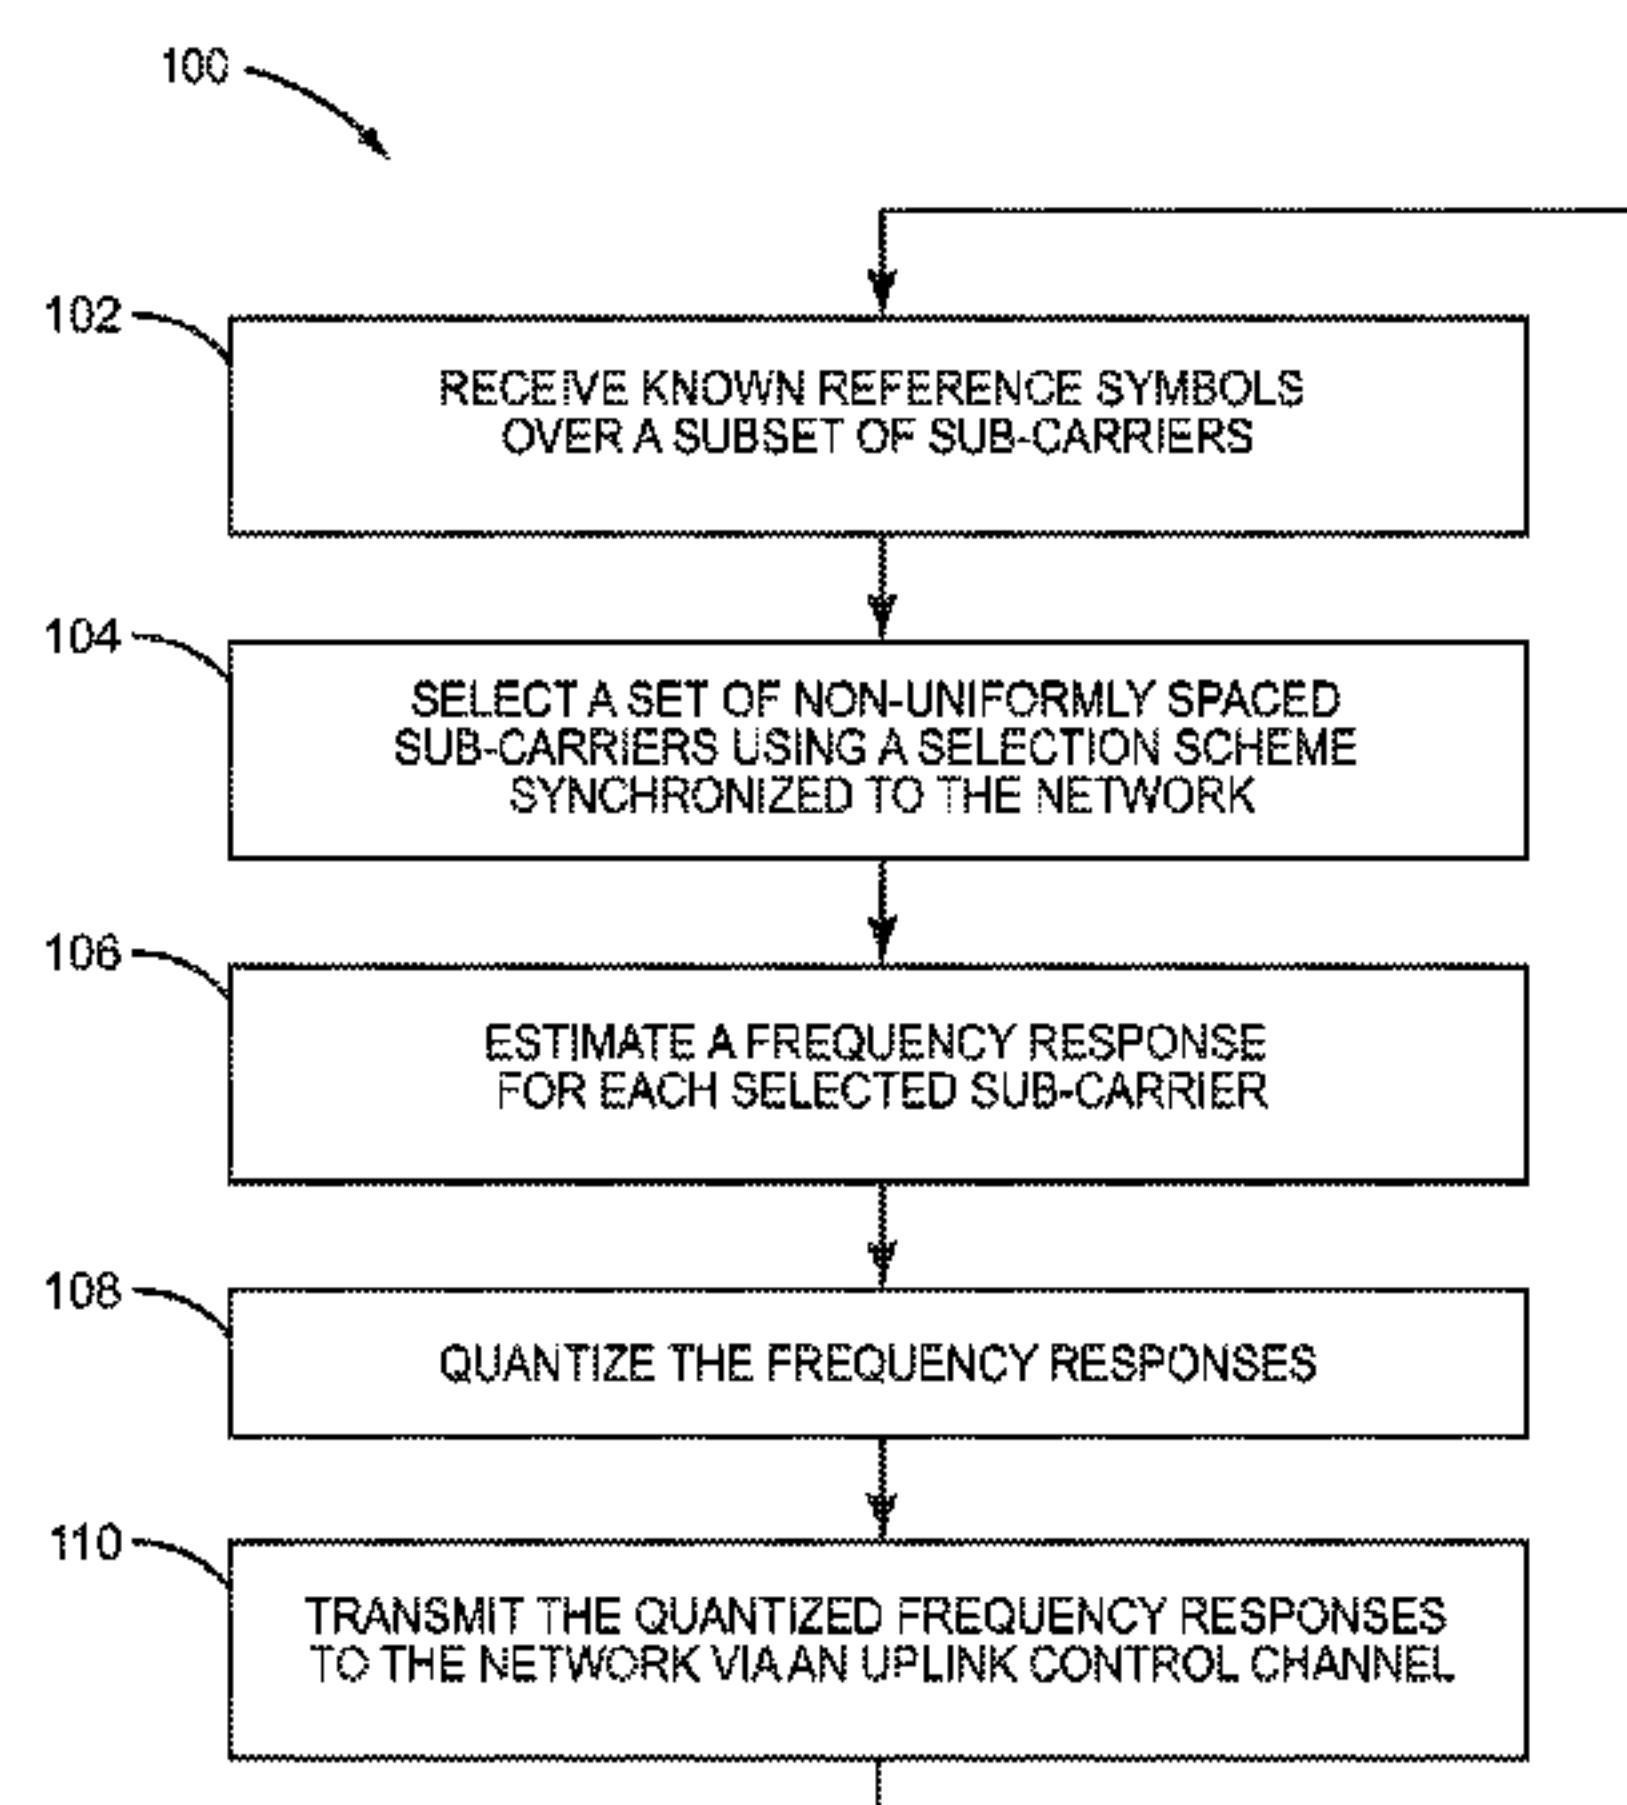 100
102
RECEIVE KNOWN REFERENCE SYMBOLS
OVER A SUBSET OF SUB-CARRIERS
104
SELECT A SET OF NON-UNIFORMLY SPACED
SUB-CARRIERS USING A SELECTION SCHEME
SYNCHRONIZED TO THE NETWORK
106
ESTIMATE A FREQUENCY RESPONSE
FOR EACH SELECTED SUB-CARRIER
108
QUANTIZE THE FREQUENCY RESPONSES
110
TRANSMIT THE QUANTIZED FREQUENCY RESPONSES
TO THE NETWORK VIA AN UPLINK CONTROL CHANNEL